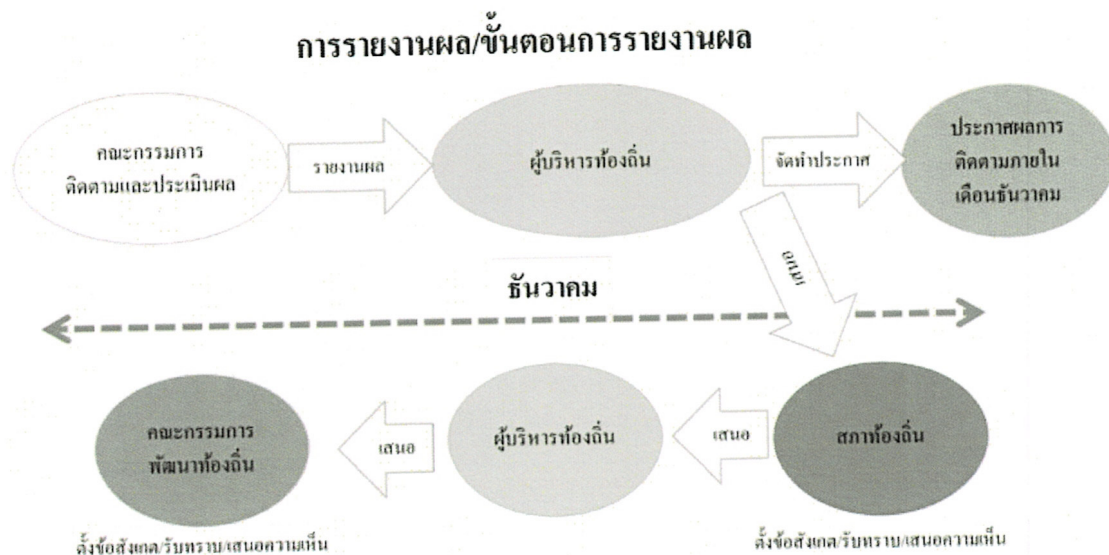 การรายงานผล/ขั้นตอนการรายงานผล
คณะกรรมการ
ติดตามและประเมินผล
รายงานผล
ผู้บริหารท้องถิ่น
จัดทำประกาศ
ประกาศผลการ
ติดตามภายใน
เดือนธันวาคม
เสนอ
ธันวาคม
คณะกรรมการ
พัฒนาท้องถิ่น
เสนอ
ผู้บริหารท้องถิ่น
เสนอ
สภาท้องถิ่น
ตั้งข้อสังเกต/รับทราบ/เสนอความเห็น
ตั้งข้อสังเกต/รับทราบ/เสนอความเห็น